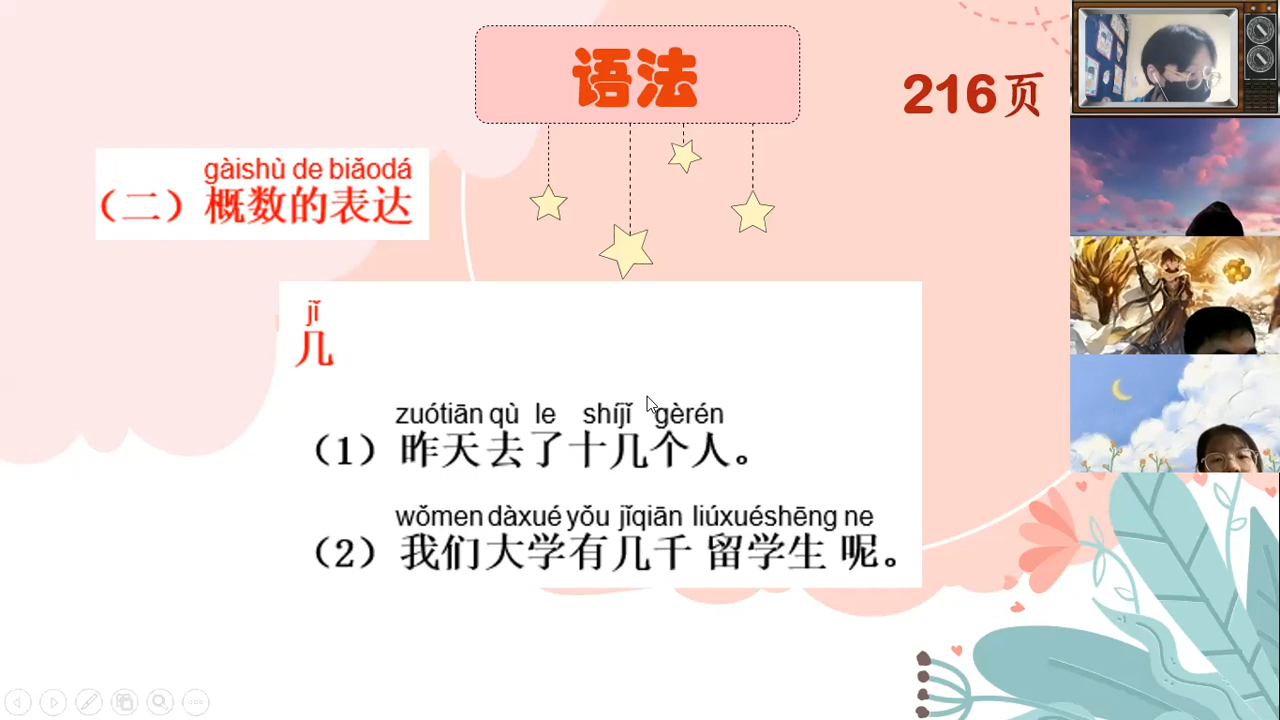 语法
216页
gàishù de biǎodá
（二）概数的表达
jǐ
几
zuótiān qù le shíjǐ gèrén
（1）昨天去了十几个人。
wǒmen dàxué yǒu jǐqiān liúxuéshēng ne
（2）我们大学有几千 留学生 呢。